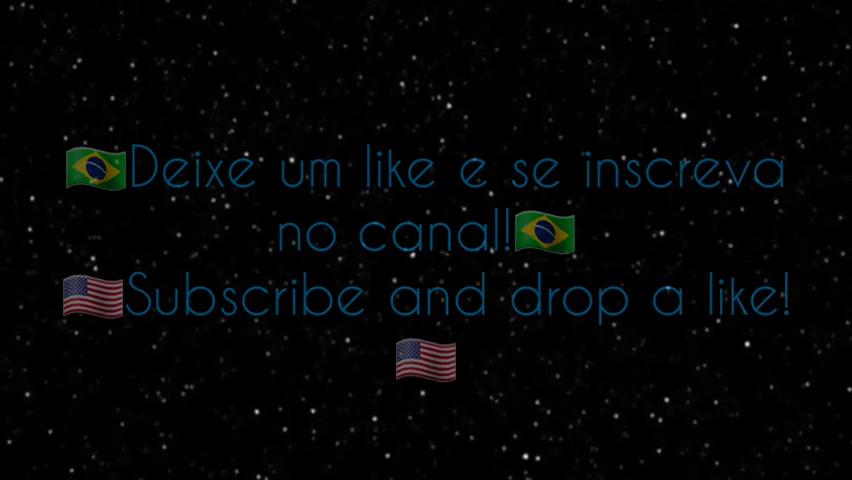 🇧🇷Deixe um like e se inscreva
no canal!🇧🇷
🇺🇸Subscribe and drop a like!
🇺🇸